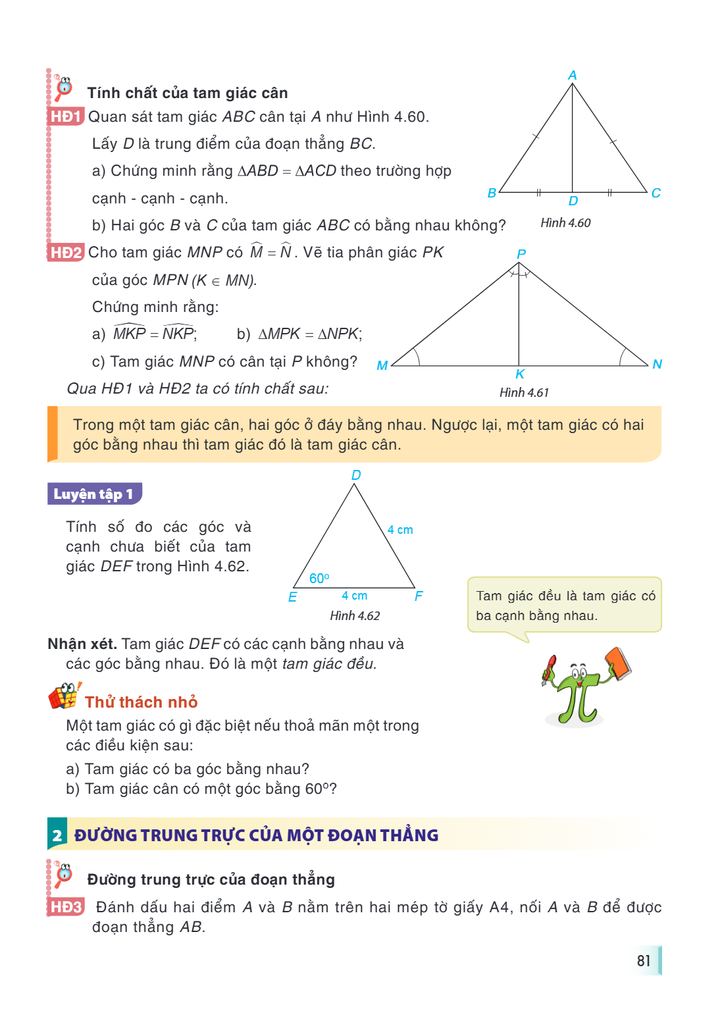 Tính chất của tam giác cân
HĐ1 Quan sát tam giác ABC cân tại A như Hình 4.60.
Lấy D là trung điểm của đoạn thẳng BC.
a) Chứng minh rằng ∆ABD = ∆ACD theo trường hợp
cạnh - cạnh - cạnh.
b) Hai góc B và C của tam giác ABC có bằng nhau không?
A
B
D
C
Hình 4.60
HĐ2 Cho tam giác MNP có M̂ = N̂. Vẽ tia phân giác PK
của góc MPN (K ∈ MN).
Chứng minh rằng:
a) \widehat{MKP} = \widehat{NKP}; b) ∆MPK = ∆NPK;
c) Tam giác MNP có cân tại P không?
P
M
K
N
Hình 4.61
Qua HĐ1 và HĐ2 ta có tính chất sau:
Trong một tam giác cân, hai góc ở đáy bằng nhau. Ngược lại, một tam giác có hai
góc bằng nhau thì tam giác đó là tam giác cân.
Luyện tập 1
Tính số đo các góc và
cạnh chưa biết của tam
giác DEF trong Hình 4.62.
D
4 cm
60º
E
4 cm
F
Hình 4.62
Tam giác đều là tam giác có
ba cạnh bằng nhau.
Nhận xét. Tam giác DEF có các cạnh bằng nhau và
các góc bằng nhau. Đó là một tam giác đều.
Thử thách nhỏ
Một tam giác có gì đặc biệt nếu thoả mãn một trong
các điều kiện sau:
a) Tam giác có ba góc bằng nhau?
b) Tam giác cân có một góc bằng 60º?
2 ĐƯỜNG TRUNG TRỰC CỦA MỘT ĐOẠN THẲNG
Đường trung trực của đoạn thẳng
HĐ3 Đánh dấu hai điểm A và B nằm trên hai mép tờ giấy A4, nối A và B để được
đoạn thẳng AB.
81